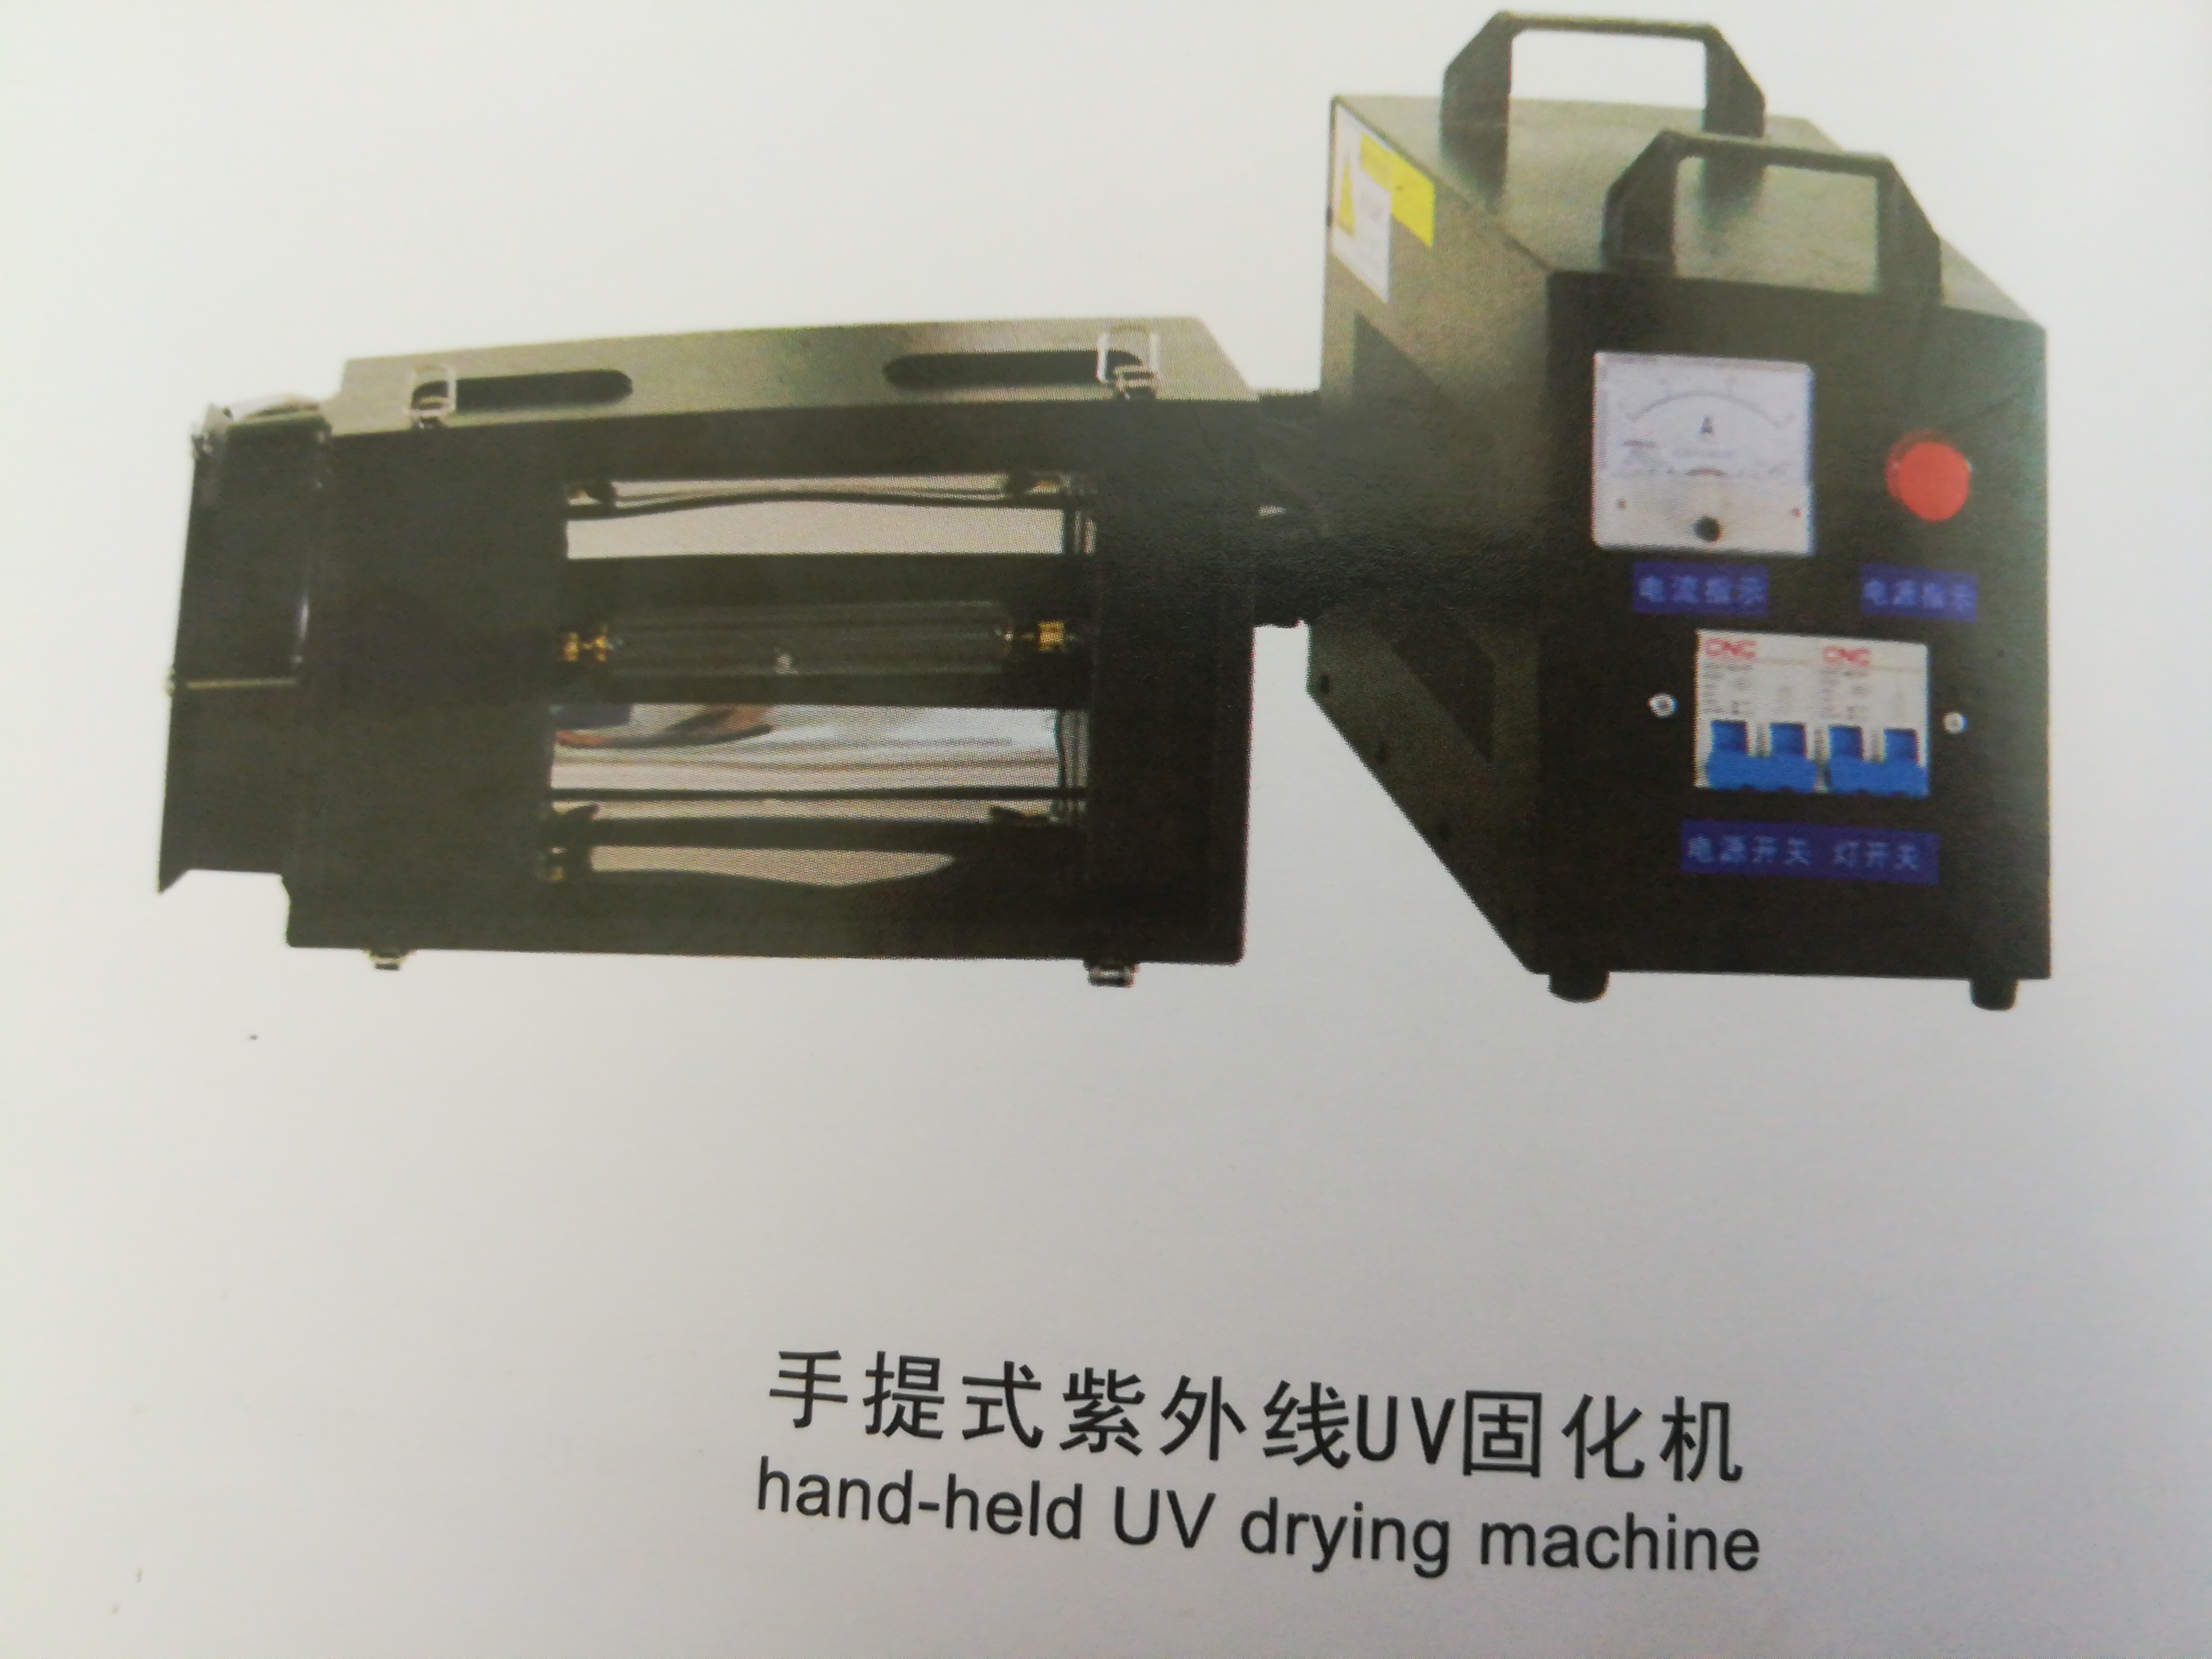 A
电流指示
电源指示
CNC CNC
电源开关 灯开关
手提式紫外线UV固化机
hand-held UV drying machine